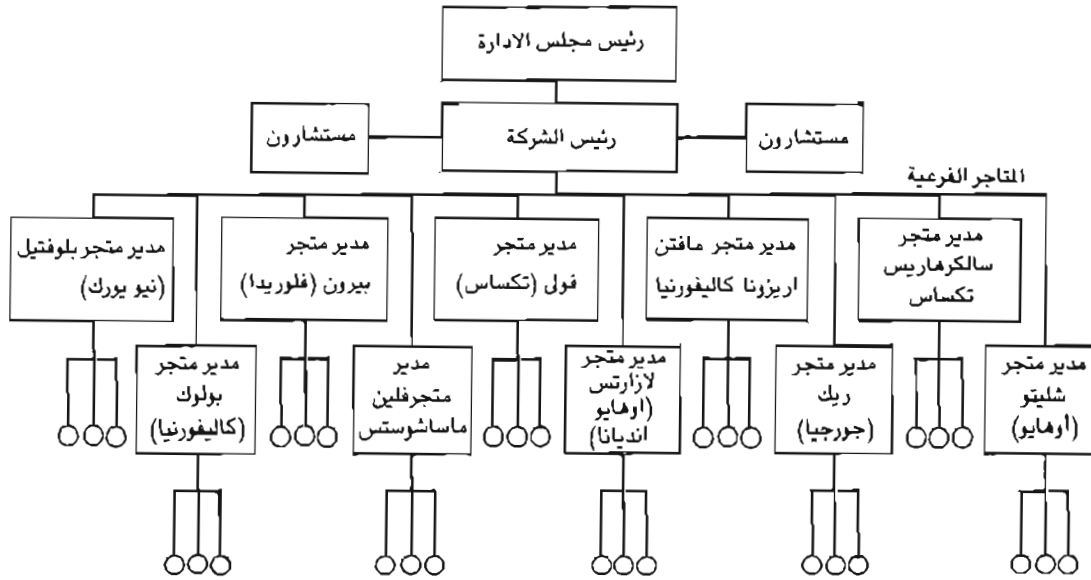 رئيس مجلس الادارة
مستشارون
رئيس الشركة
مستشارون
المتاجر الفرعية
مدير متجر
سالكرهاريس
تكساس
مدير متجر مافتن
اريزونا كاليفورنيا
مدير متجر
فولى (تكساس)
مدير متجر
بيرون (فلوريدا)
مدير متجر بلوفتيل
(نيو يورك)
مدير متجر
شليتو
(أوهايو)
مدير متجر
ريك
(جورجيا)
مدير متجر
لازارتس
(اوهايو
انديانا)
مدير
متجرفلين
ماساشوستس
مدير متجر
بولوك
(كاليفورنيا)